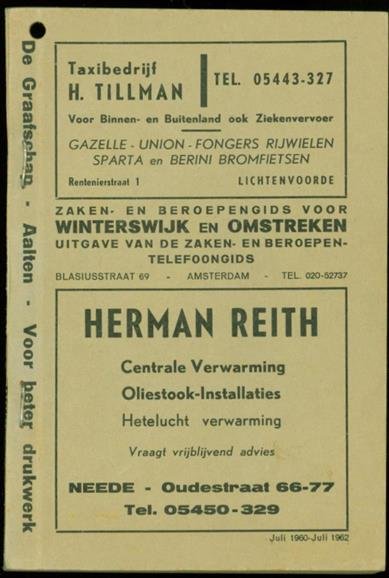 De Graafschap - Aalten - Voor beter drukwerk
Taxibedrijf
H. TILLMAN
TEL. 05443-327
Voor Binnen- en Buitenland ook Ziekenvervoer
GAZELLE - UNION - FONGERS RIJWIELEN
SPARTA en BERINI BROMFIETSEN
Rentenierstraat 1 LICHTENVOORDE
ZAKEN- EN BEROEPENGIDS VOOR
WINTERSWIJK EN OMSTREKEN
UITGAVE VAN DE ZAKEN- EN BEROEPEN-
TELEFOONGIDS
BLASIUSSTRAAT 69 - AMSTERDAM - TEL. 020-52737
HERMAN REITH
Centrale Verwarming
Oliestook-Installaties
Hetelucht verwarming
Vraagt vrijblijvend advies
NEEDE - Oudestraat 66-77
Tel. 05450-329
Juli 1960-Juli 1962